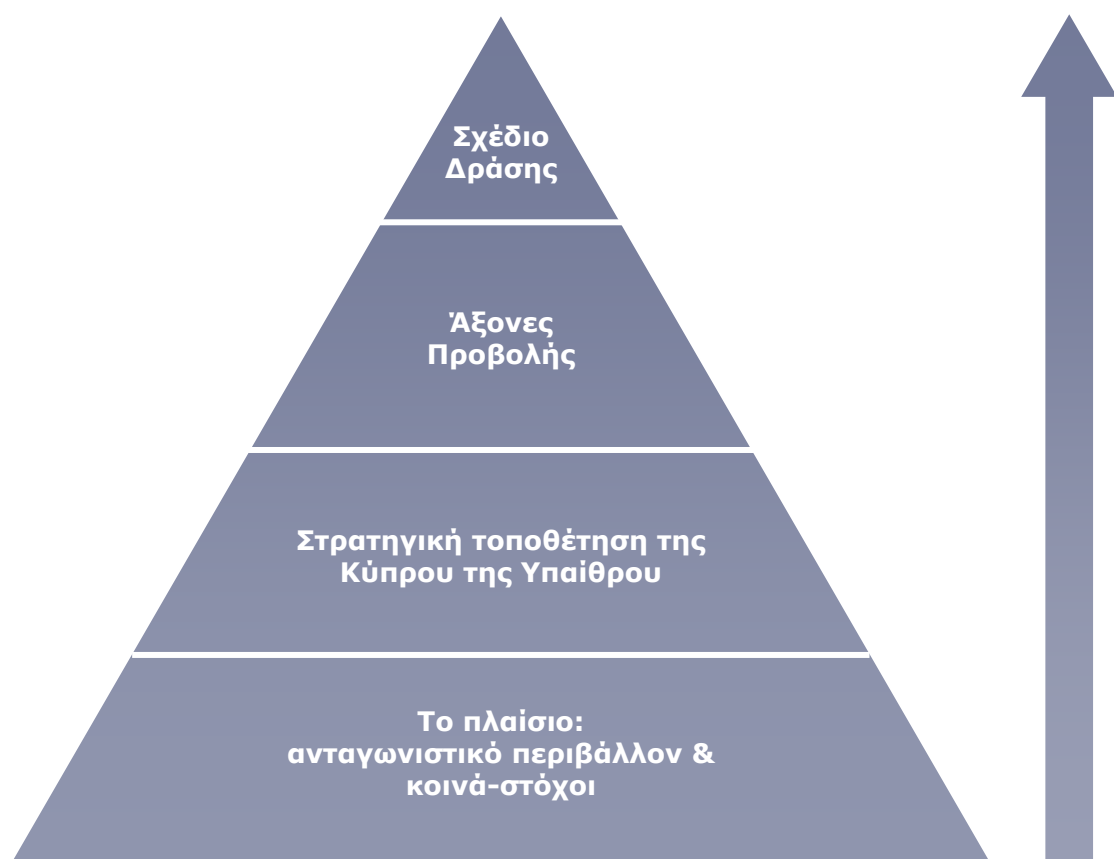 Σχέδιο
Δράσης
Άξονες
Προβολής
Στρατηγική τοποθέτηση της
Κύπρου της Υπαίθρου
Το πλαίσιο:
ανταγωνιστικό περιβάλλον &
κοινά-στόχοι